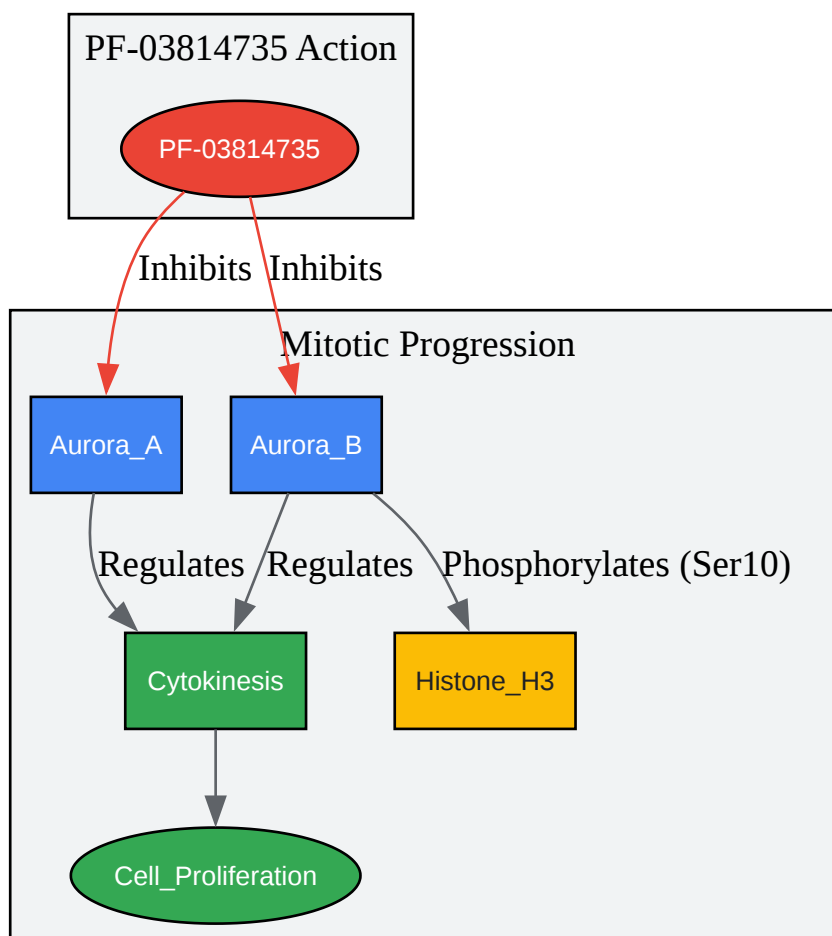 PF-03814735 Action
PF-03814735
Inhibits Inhibits
Mitotic Progression
Aurora_A Aurora_B
Regulates Regulates Phosphorylates (Ser10)
Cytokinesis Histone_H3
Cell_Proliferation